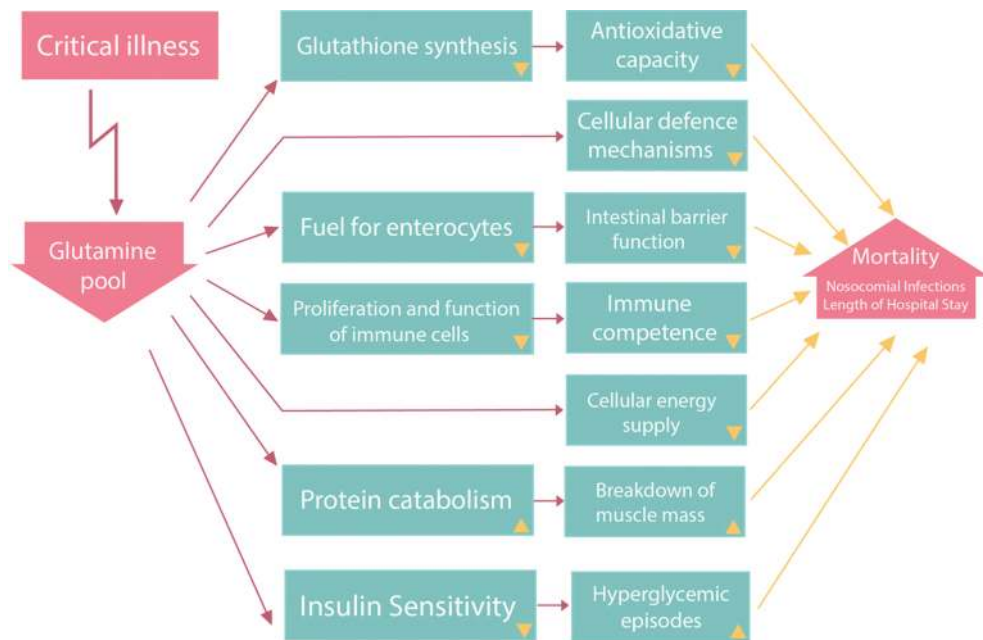 Critical illness
Glutathione synthesis
Antioxidative
capacity
Cellular defence
mechanisms
Glutamine
pool
Fuel for enterocytes
Intestinal barrier
function
Mortality
Nosocomial Infections
Length of Hospital Stay
Proliferation and function
of immune cells
Immune
competence
Cellular energy
supply
Protein catabolism
Breakdown of
muscle mass
Insulin Sensitivity
Hyperglycemic
episodes